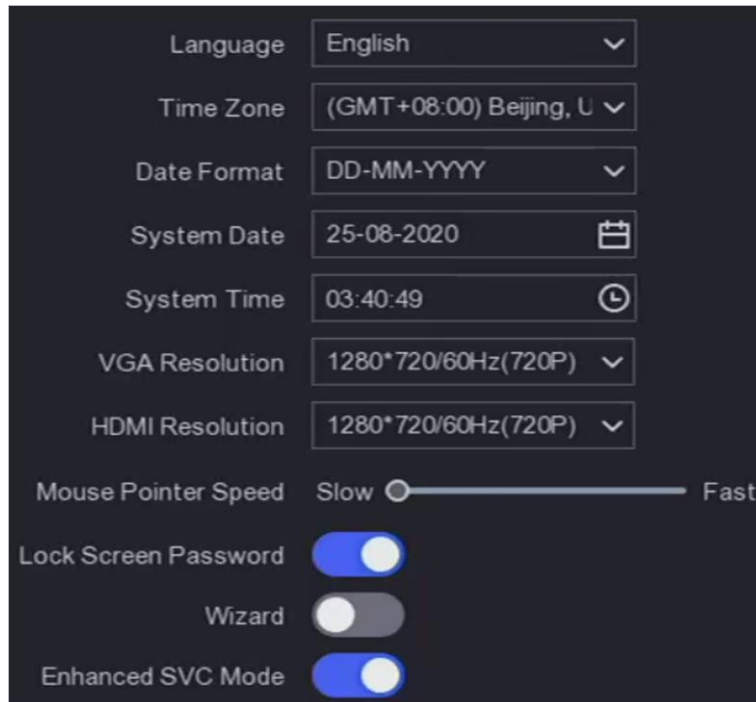 Language English
Time Zone (GMT+08:00) Beijing, U
Date Format DD-MM-YYYY
System Date 25-08-2020
System Time 03:40:49
VGA Resolution 1280*720/60Hz(720P)
HDMI Resolution 1280*720/60Hz(720P)
Mouse Pointer Speed Slow Fast
Lock Screen Password
Wizard
Enhanced SVC Mode